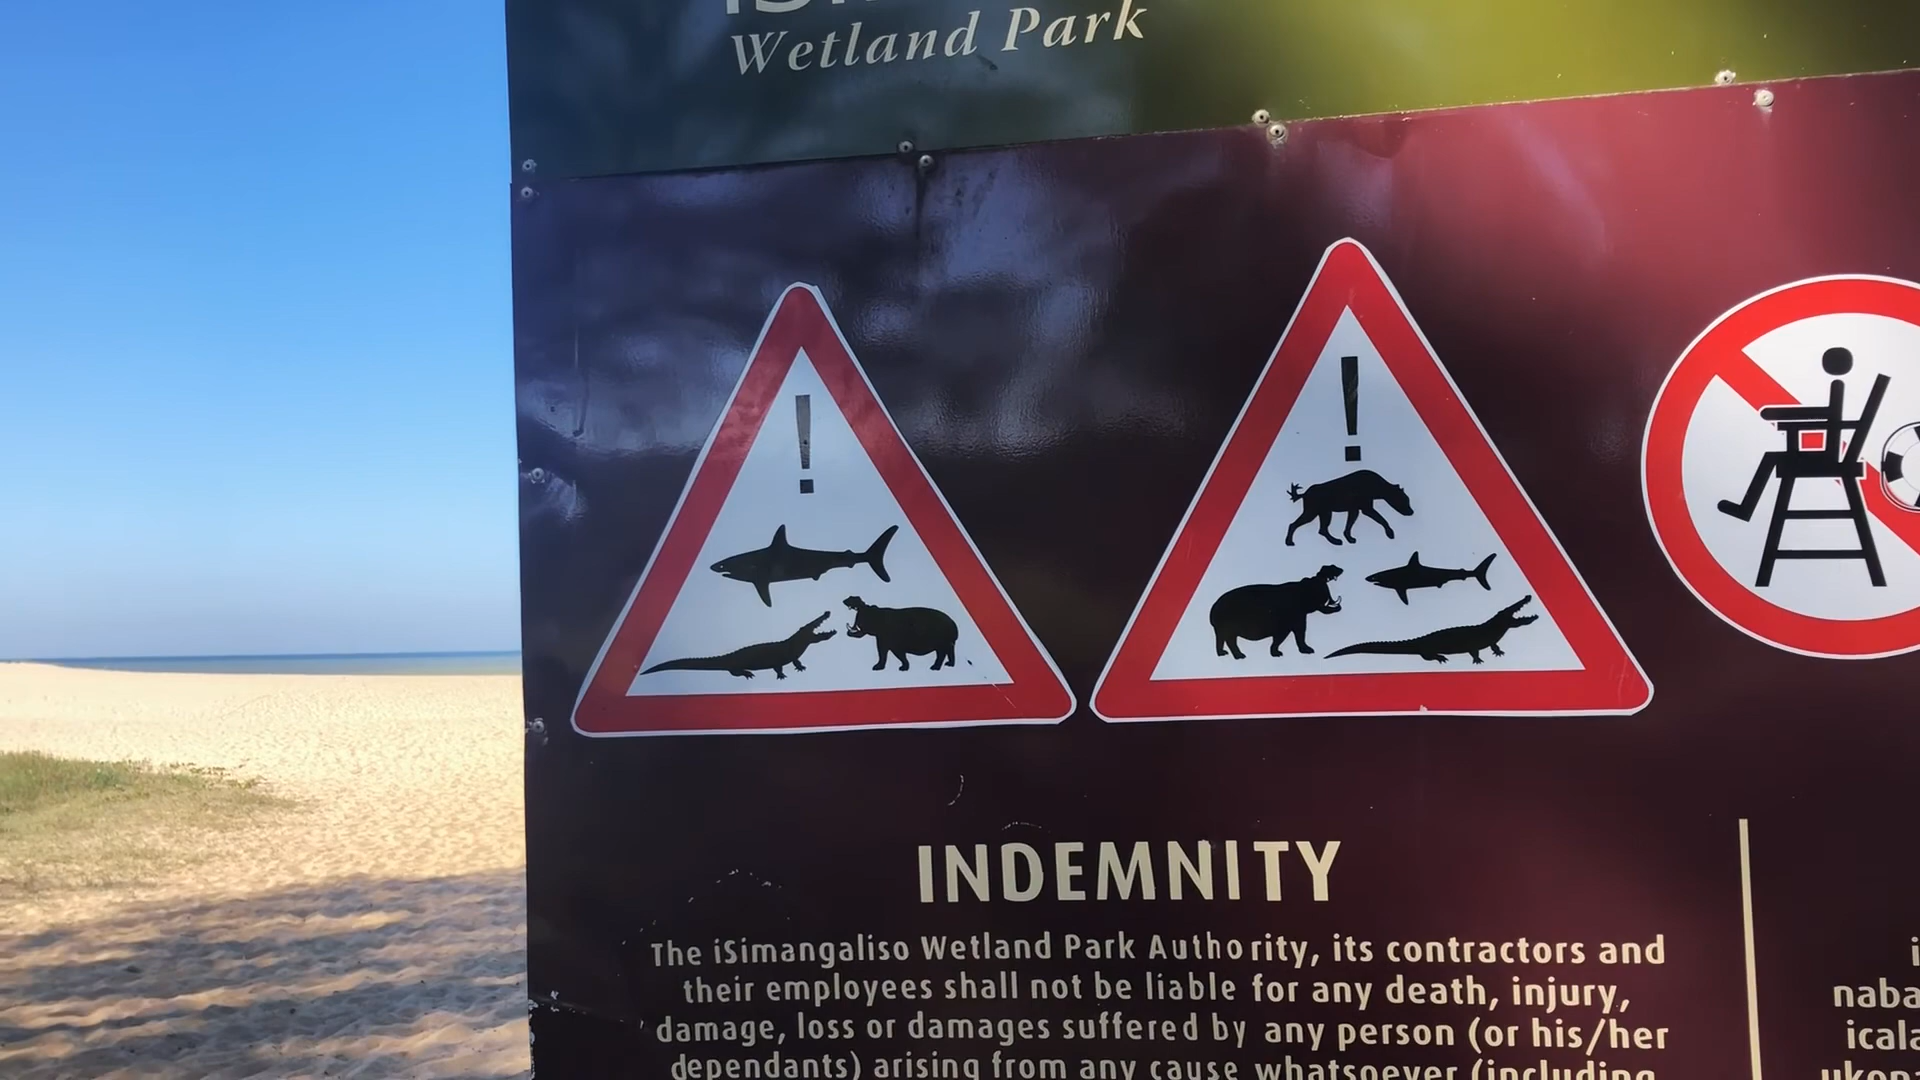 Wetland Park
INDEMNITY
The iSimangaliso Wetland Park Authority, its contractors and
their employees shall not be liable for any death, injury,
damage, loss or damages suffered by any person (or his/her
dependants) arising from any cause whatsoever (including
naba
icala